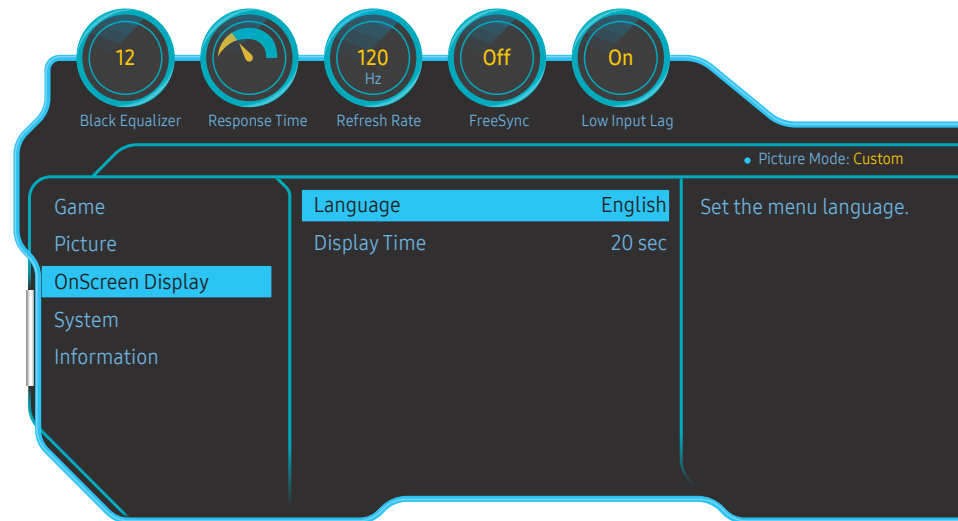 12
120
Hz
Off
On
Black Equalizer
Response Time
Refresh Rate
FreeSync
Low Input Lag
Picture Mode: Custom
Game
Picture
OnScreen Display
System
Information
Language English
Display Time 20 sec
Set the menu language.